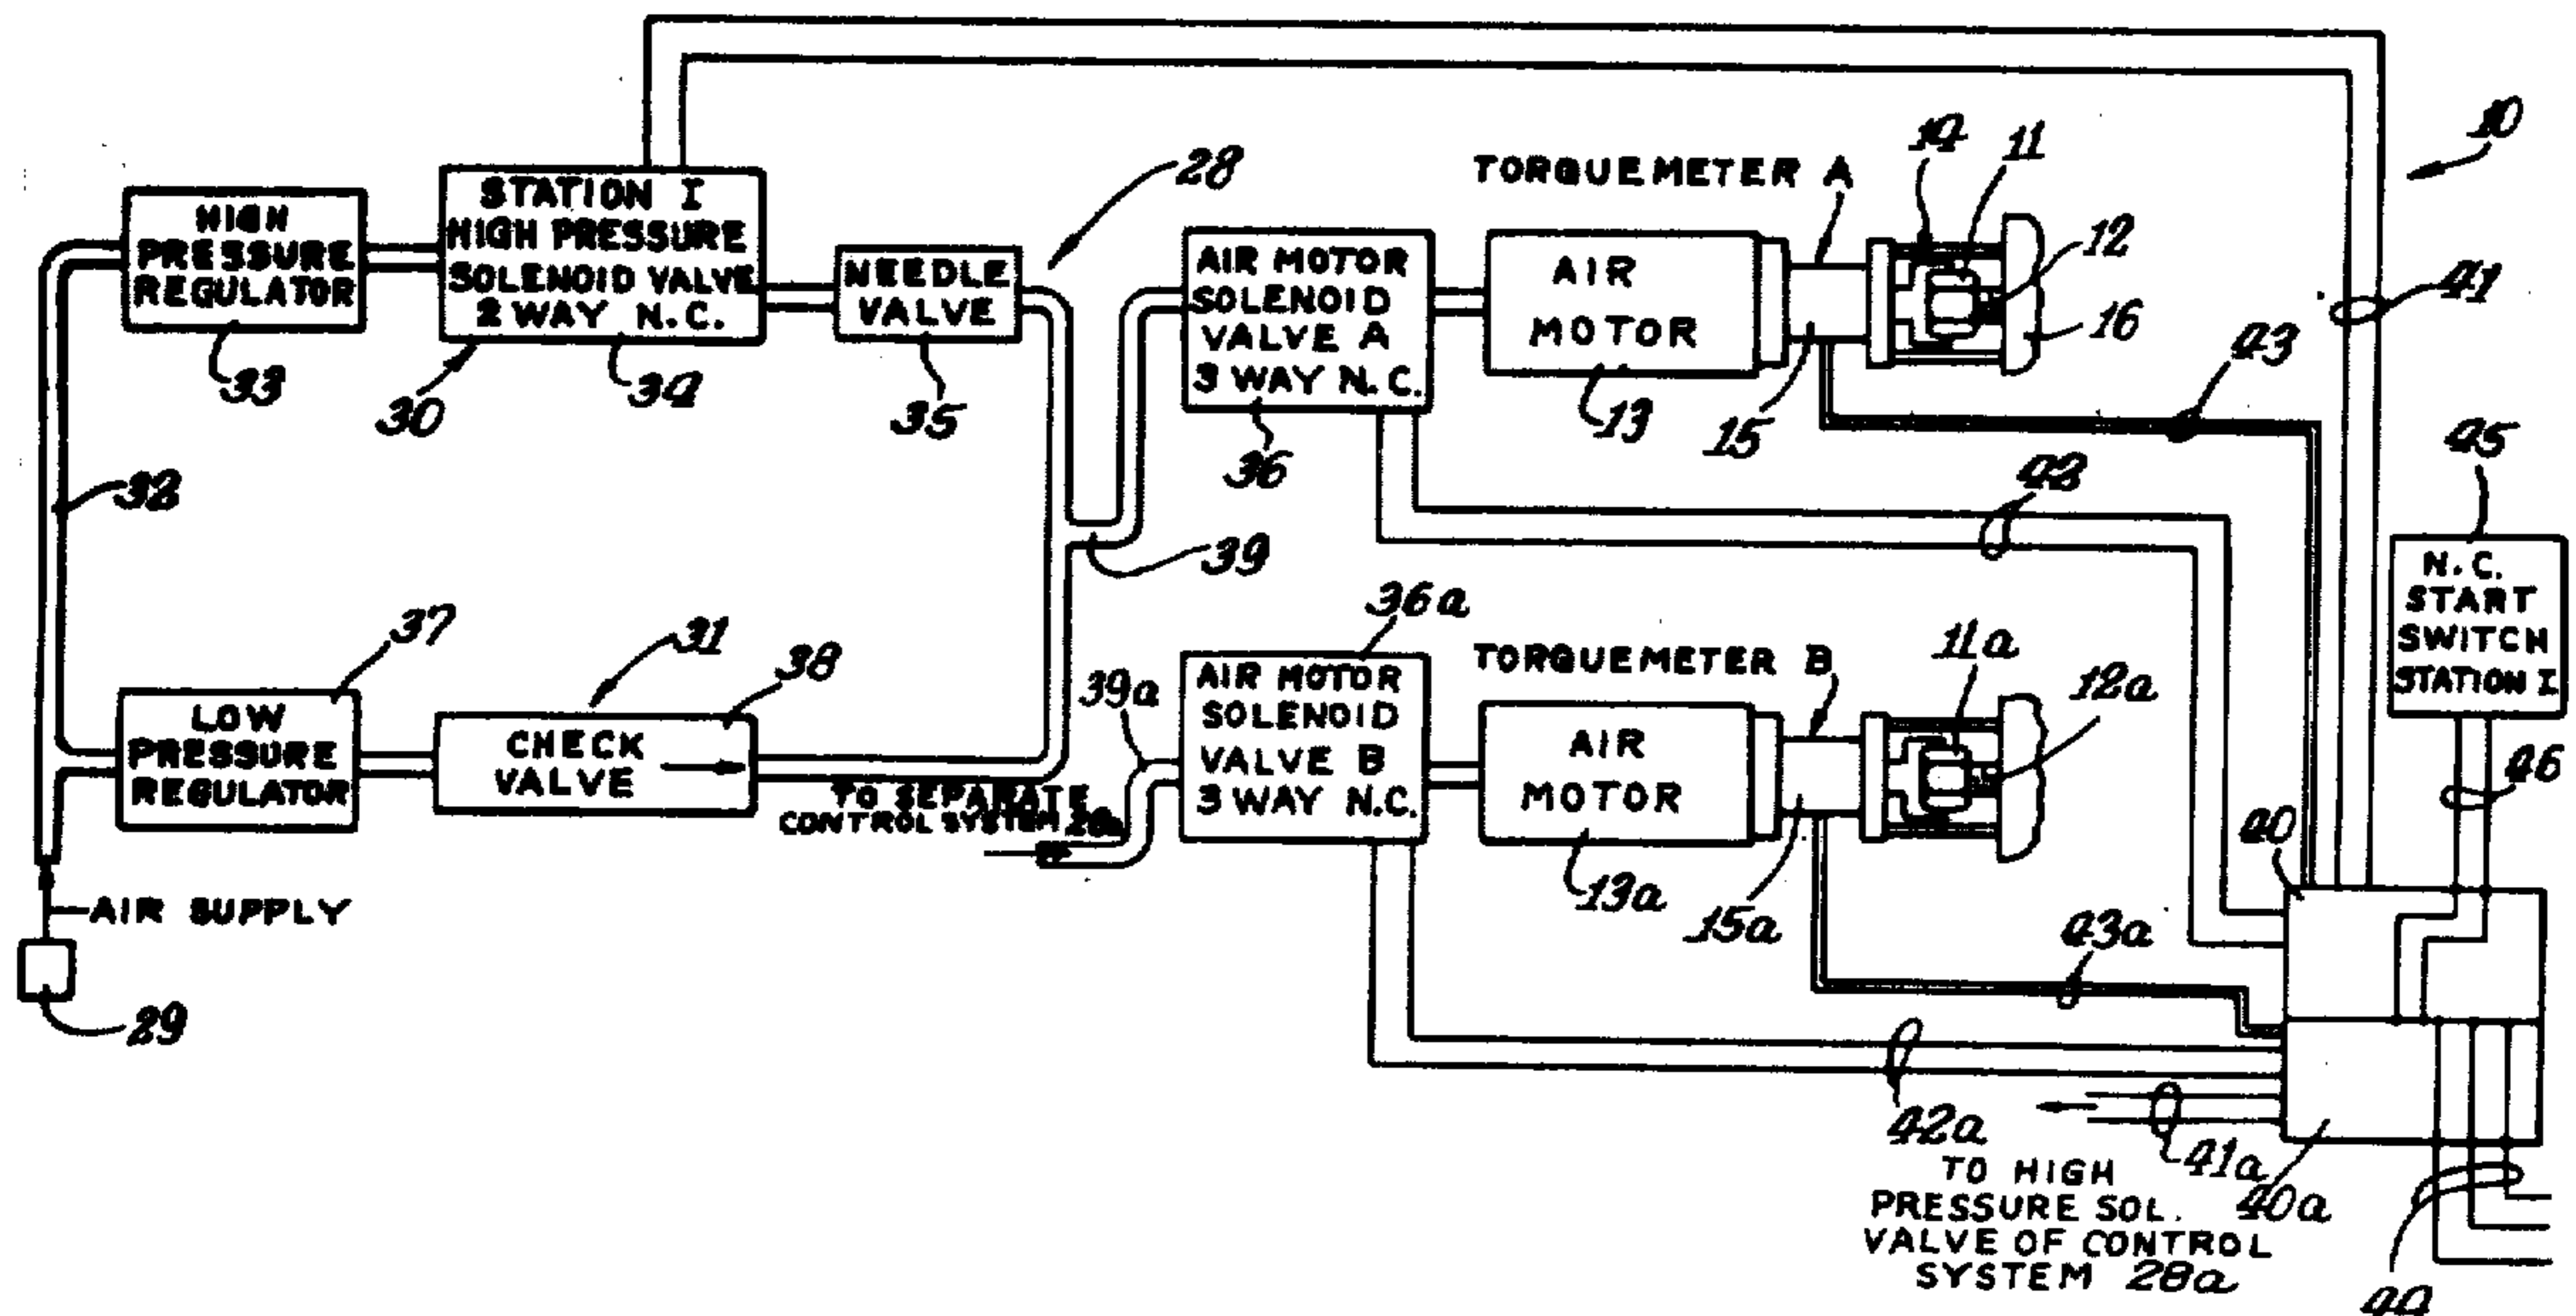 10
HIGH
PRESSURE
REGULATOR
33
STATION I
HIGH PRESSURE
SOLENOID VALVE
2 WAY N.C.
30
34
NEEDLE
VALVE
35
28
AIR MOTOR
SOLENOID
VALVE A
3 WAY N.C.
36
TORQUEMETER A
AIR
MOTOR
13
15
14
11
12
16
41
43
42
45
N.C.
START
SWITCH
STATION I
46
32
39
LOW
PRESSURE
REGULATOR
37
31
CHECK
VALVE
38
TO SEPARATE
CONTROL SYSTEM 28a
39a
36a
AIR MOTOR
SOLENOID
VALVE B
3 WAY N.C.
TORQUEMETER B
AIR
MOTOR
13a
15a
11a
12a
40
43a
AIR SUPPLY
29
42a
41a
40a
TO HIGH
PRESSURE SOL.
VALVE OF CONTROL
SYSTEM 28a